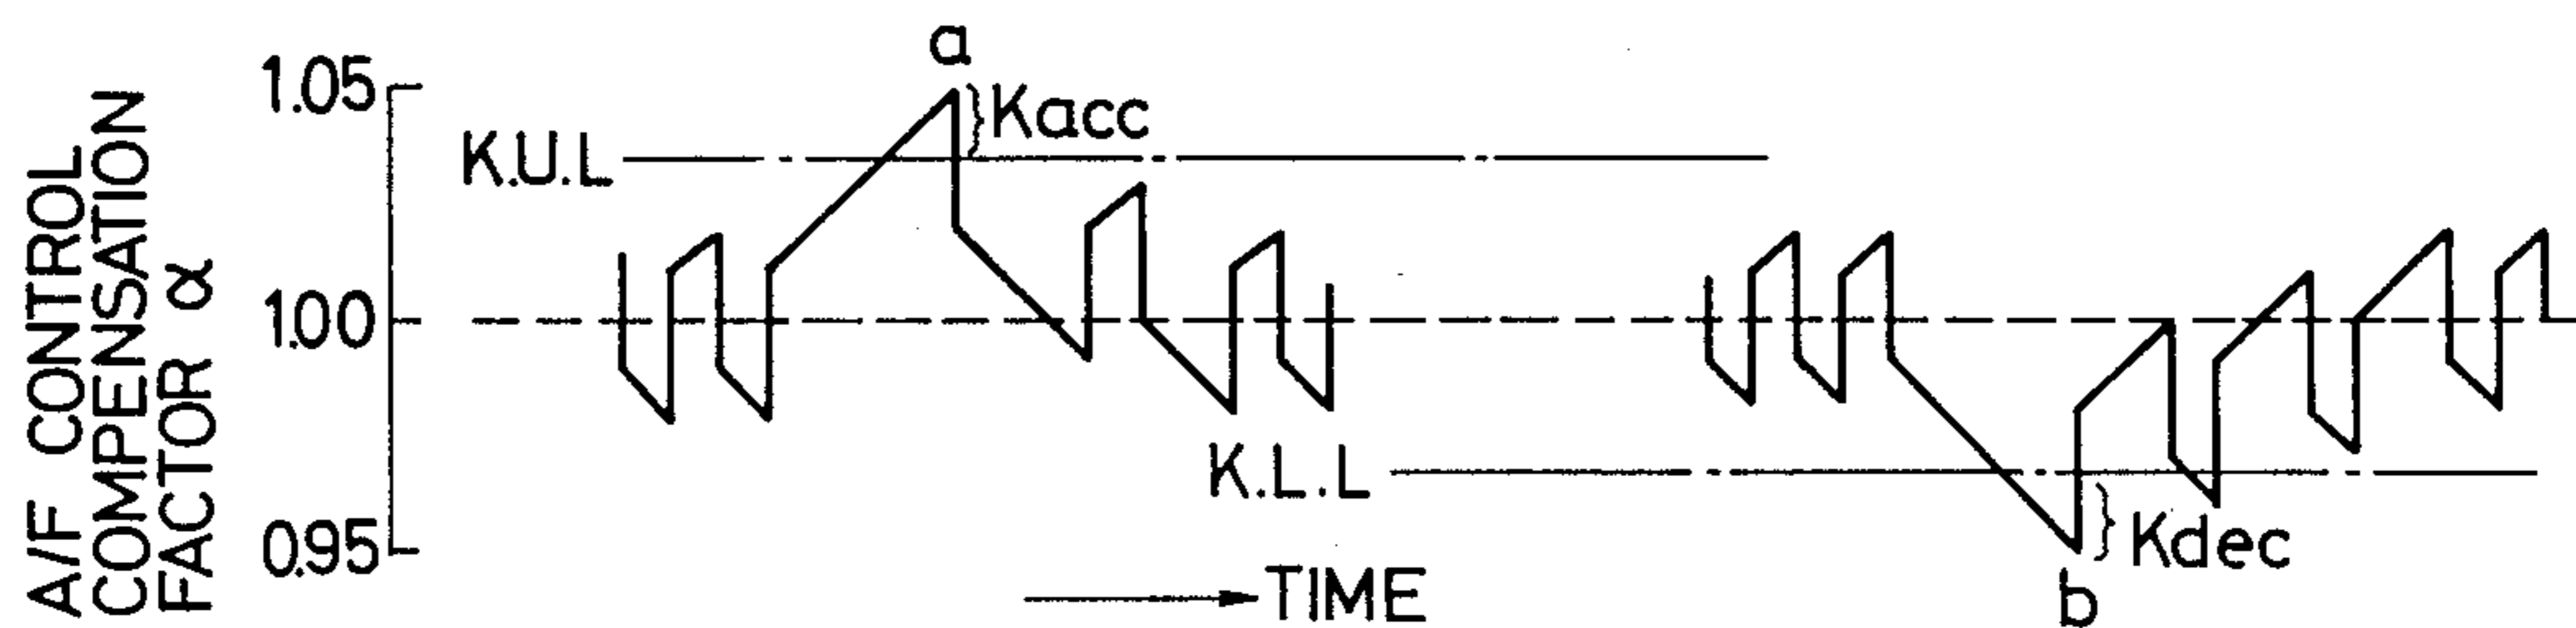 A/F CONTROL
COMPENSATION
FACTOR α
1.05
1.00
0.95
a
Kacc
K.U.L
K.L.L
Kdec
b
TIME